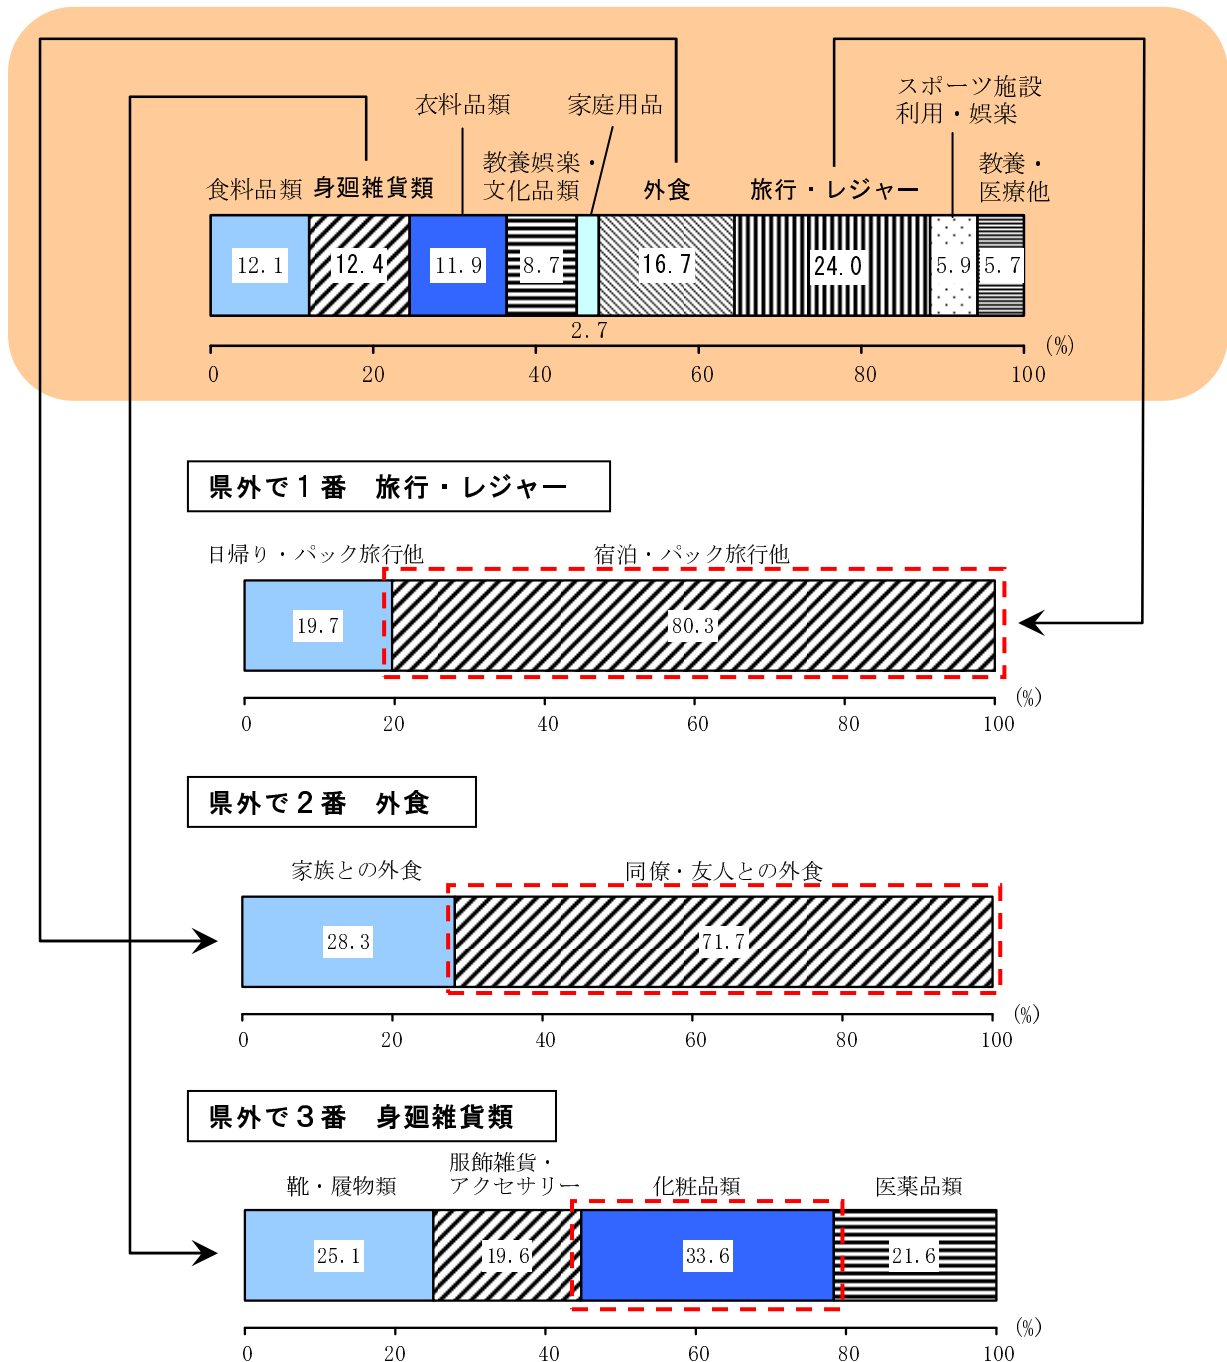 スポーツ施設
利用・娯楽
衣料品類
家庭用品
教養娯楽・
文化品類
教養・
医療他
食料品類
身廻雑貨類
外食
旅行・レジャー
12.1
12.4
11.9
8.7
16.7
24.0
5.9
5.7
2.7
(%)
0 20 40 60 80 100
県外で１番　旅行・レジャー
日帰り・パック旅行他
宿泊・パック旅行他
19.7
80.3
(%)
0 20 40 60 80 100
県外で２番　外食
家族との外食
同僚・友人との外食
28.3
71.7
(%)
0 20 40 60 80 100
県外で３番　身廻雑貨類
靴・履物類
服飾雑貨・
アクセサリー
化粧品類
医薬品類
25.1
19.6
33.6
21.6
(%)
0 20 40 60 80 100